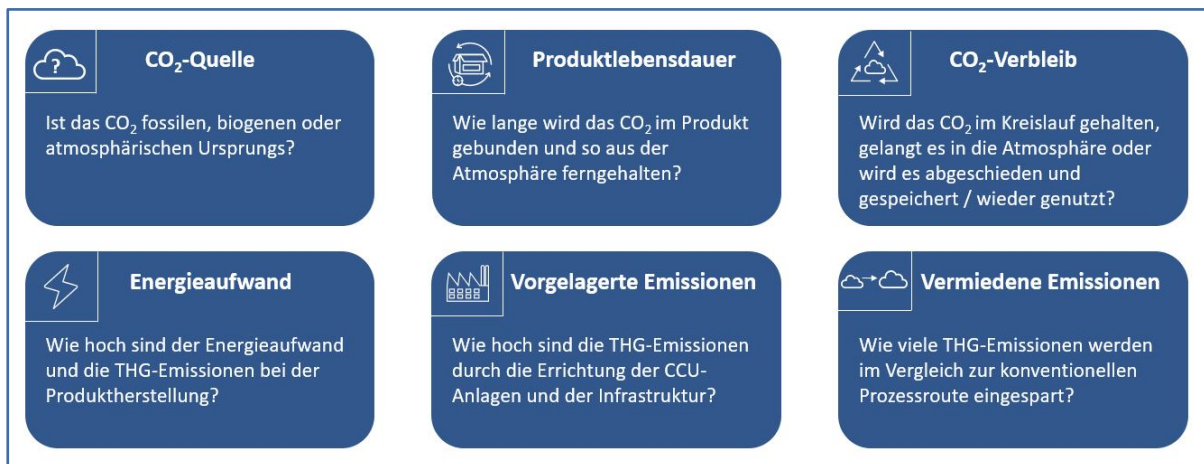 ?
CO₂-Quelle
Ist das CO₂ fossilen, biogenen oder
atmosphärischen Ursprungs?
Produktlebensdauer
Wie lange wird das CO₂ im Produkt
gebunden und so aus der
Atmosphäre ferngehalten?
CO₂-Verbleib
Wird das CO₂ im Kreislauf gehalten,
gelangt es in die Atmosphäre oder
wird es abgeschieden und
gespeichert / wieder genutzt?
Energieaufwand
Wie hoch sind der Energieaufwand
und die THG-Emissionen bei der
Produktherstellung?
Vorgelagerte Emissionen
Wie hoch sind die THG-Emissionen
durch die Errichtung der CCU-
Anlagen und der Infrastruktur?
Vermiedene Emissionen
Wie viele THG-Emissionen werden
im Vergleich zur konventionellen
Prozessroute eingespart?